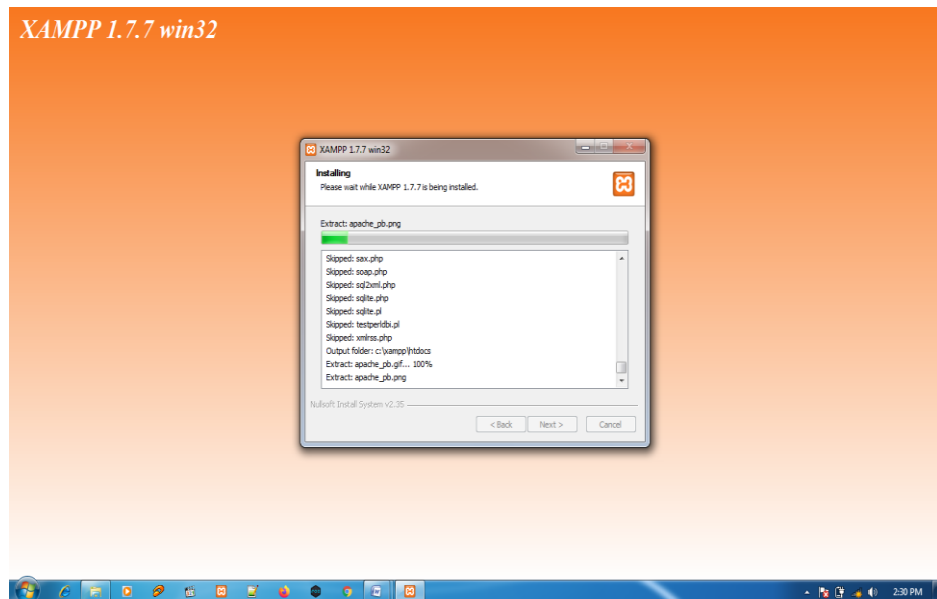 XAMPP 1.7.7 win32
XAMPP 1.7.7 win32
Installing
Please wait while XAMPP 1.7.7 is being installed.
Extract: apache_pb.png
Skipped: sax.php
Skipped: soap.php
Skipped: sql2xml.php
Skipped: sqlite.php
Skipped: sqlite.pl
Skipped: testperldbi.pl
Skipped: xmlrss.php
Output folder: c:\xampp\htdocs
Extract: apache_pb.gif... 100%
Extract: apache_pb.png
Nullsoft Install System v2.35
< Back Next > Cancel
2:30 PM